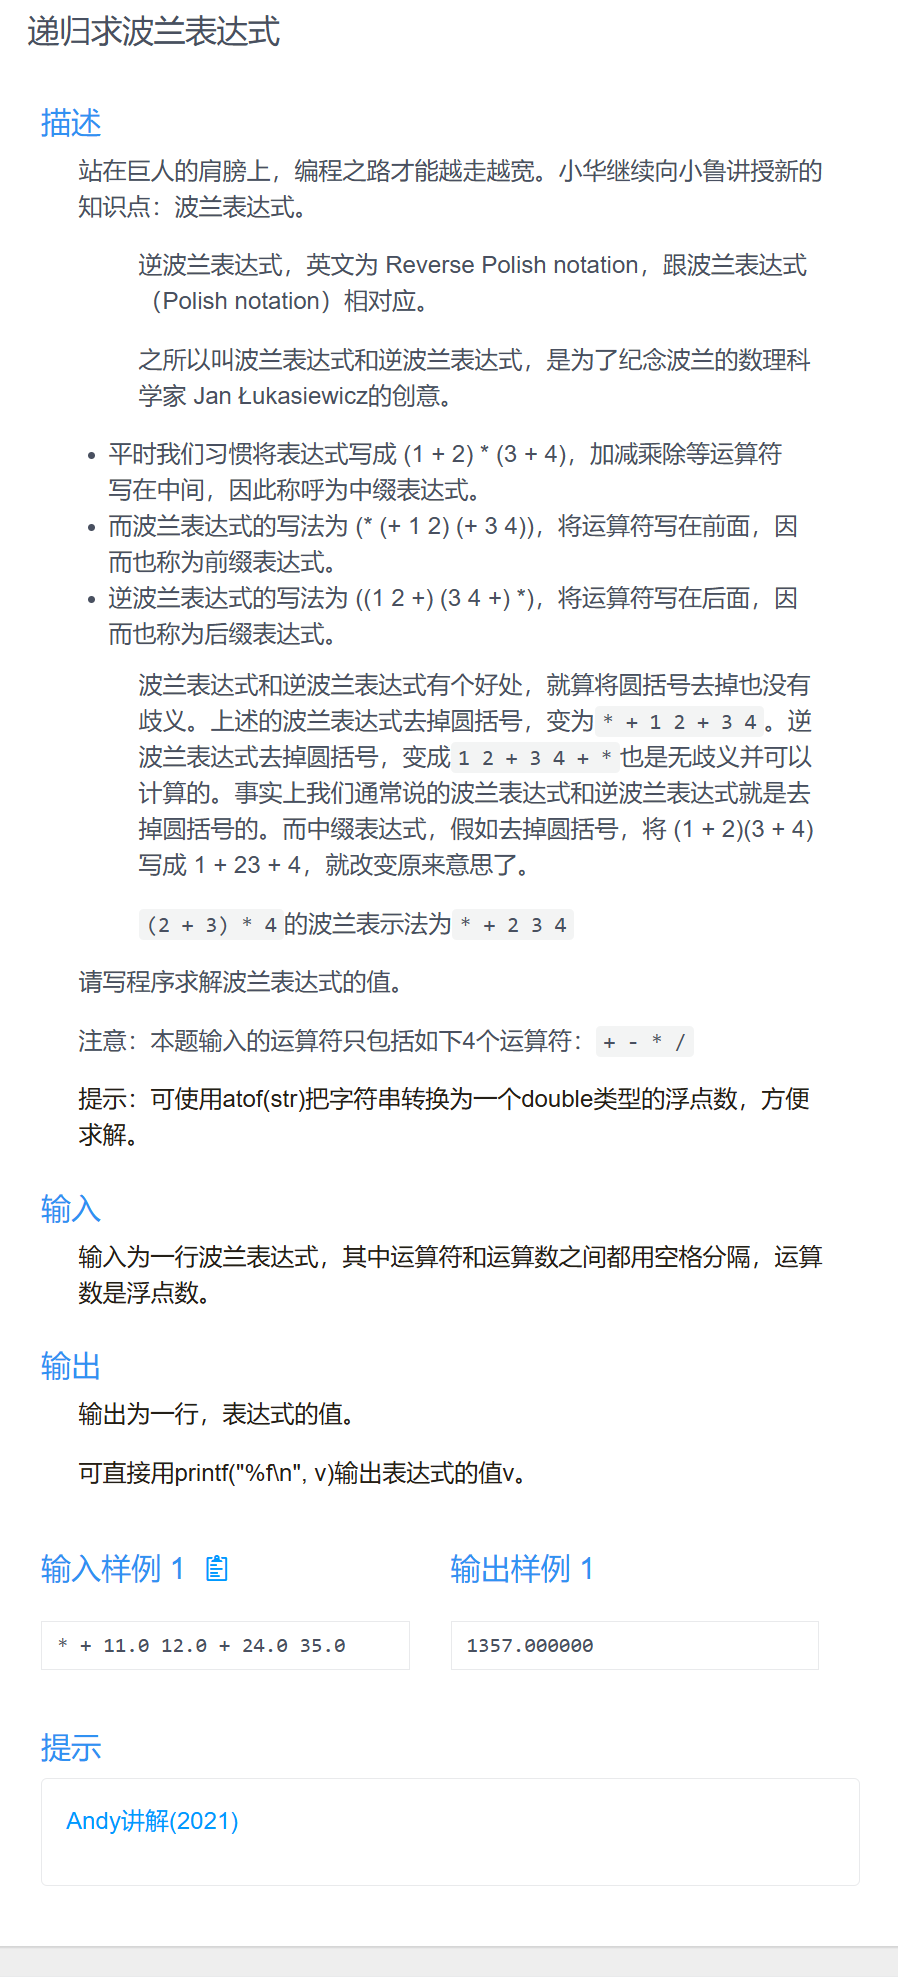 递归求波兰表达式
描述
站在巨人的肩膀上，编程之路才能越走越宽。小华继续向小鲁讲授新的
知识点：波兰表达式。
逆波兰表达式，英文为 Reverse Polish notation，跟波兰表达式
（Polish notation）相对应。
之所以叫波兰表达式和逆波兰表达式，是为了纪念波兰的数理科
学家 Jan Łukasiewicz的创意。
• 平时我们习惯将表达式写成 (1 + 2) * (3 + 4)，加减乘除等运算符
写在中间，因此称呼为中缀表达式。
• 而波兰表达式的写法为 (* (+ 1 2) (+ 3 4))，将运算符写在前面，因
而也称为前缀表达式。
• 逆波兰表达式的写法为 ((1 2 +) (3 4 +) *)，将运算符写在后面，因
而也称为后缀表达式。
波兰表达式和逆波兰表达式有个好处，就算将圆括号去掉也没有
歧义。上述的波兰表达式去掉圆括号，变为 * + 1 2 + 3 4 。逆
波兰表达式去掉圆括号，变成 1 2 + 3 4 + * 也是无歧义并可以
计算的。事实上我们通常说的波兰表达式和逆波兰表达式就是去
掉圆括号的。而中缀表达式，假如去掉圆括号，将 (1 + 2)(3 + 4)
写成 1 + 23 + 4，就改变原来意思了。
(2 + 3) * 4 的波兰表示法为 * + 2 3 4
请写程序求解波兰表达式的值。
注意：本题输入的运算符只包括如下4个运算符： + - * /
提示：可使用atof(str)把字符串转换为一个double类型的浮点数，方便
求解。
输入
输入为一行波兰表达式，其中运算符和运算数之间都用空格分隔，运算
数是浮点数。
输出
输出为一行，表达式的值。
可直接用printf("%f\n", v)输出表达式的值v。
输入样例 1
输出样例 1
* + 11.0 12.0 + 24.0 35.0
1357.000000
提示
Andy讲解(2021)